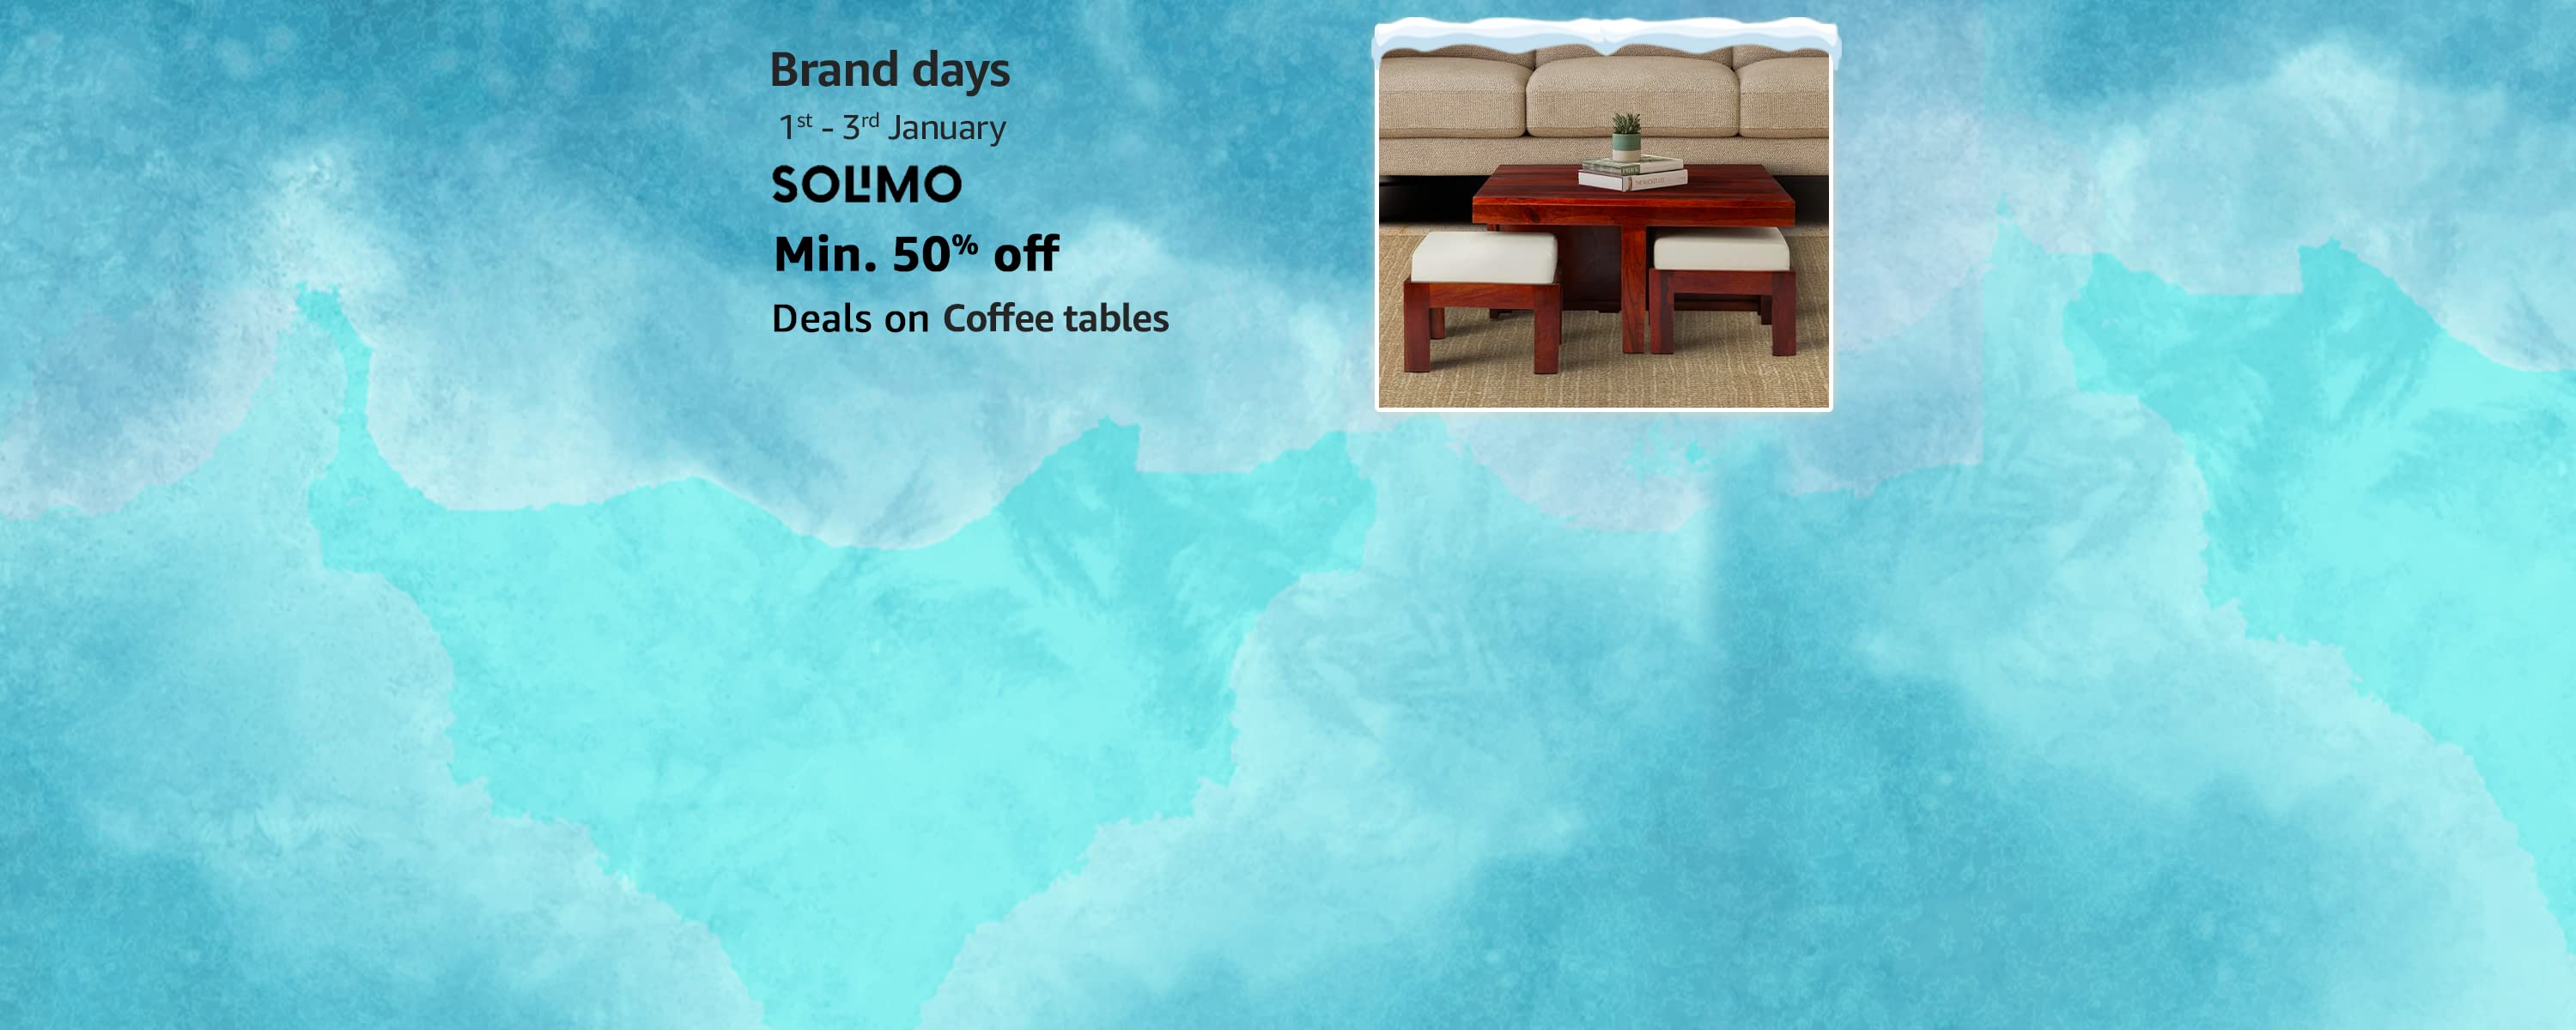 Brand days
1st - 3rd January
SOLIMO
Min. 50% off
Deals on Coffee tables